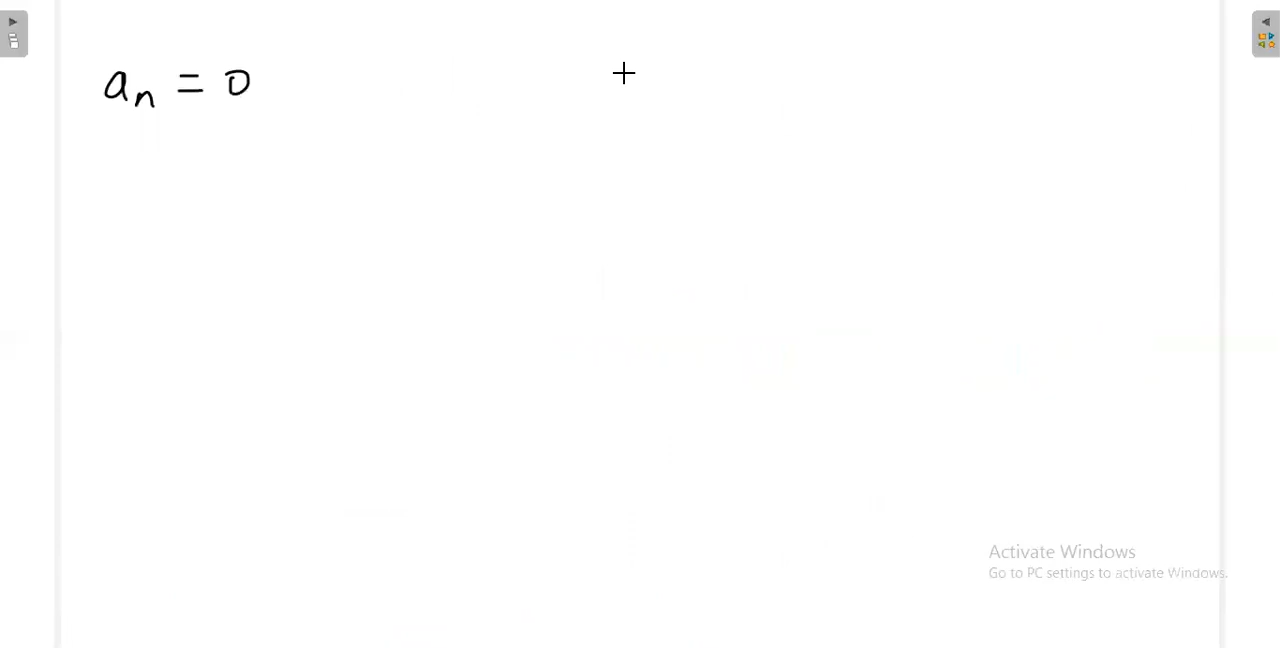 aₙ = 0
Activate Windows
Go to PC settings to activate Windows.